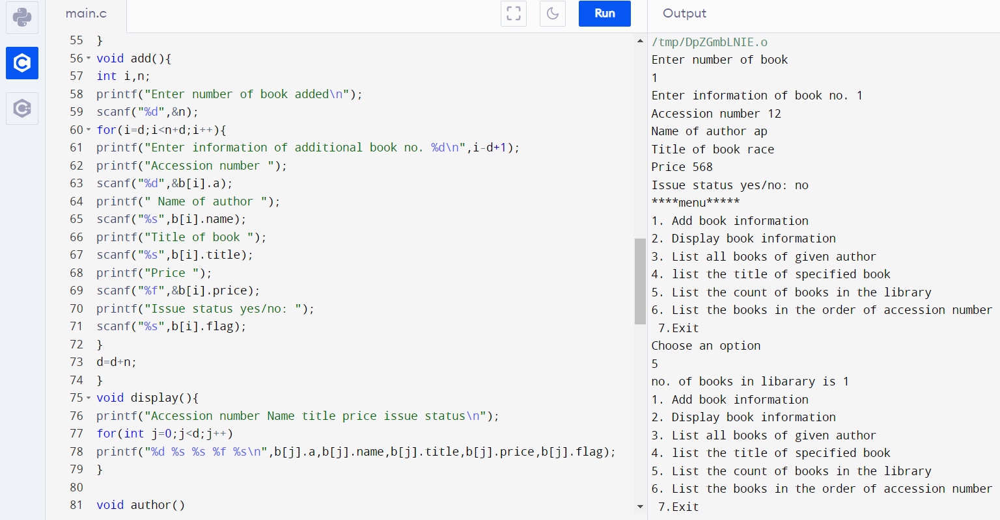 main.c
Run
55 }
56 void add(){
57 int i,n;
58 printf("Enter number of book added\n");
59 scanf("%d",&n);
60 for(i=d;i<n+d;i++){
61 printf("Enter information of additional book no. %d\n",i-d+1);
62 printf("Accession number ");
63 scanf("%d",&b[i].a);
64 printf(" Name of author ");
65 scanf("%s",b[i].name);
66 printf("Title of book ");
67 scanf("%s",b[i].title);
68 printf("Price ");
69 scanf("%f",&b[i].price);
70 printf("Issue status yes/no: ");
71 scanf("%s",b[i].flag);
72 }
73 d=d+n;
74 }
75 void display(){
76 printf("Accession number Name title price issue status\n");
77 for(int j=0;j<d;j++)
78 printf("%d %s %s %f %s\n",b[j].a,b[j].name,b[j].title,b[j].price,b[j].flag);
79 }
80
81 void author()
Output
/tmp/DpZGmbLNIE.o
Enter number of book
1
Enter information of book no. 1
Accession number 12
Name of author ap
Title of book race
Price 568
Issue status yes/no: no
****menu*****
1. Add book information
2. Display book information
3. List all books of given author
4. list the title of specified book
5. List the count of books in the library
6. List the books in the order of accession number
7.Exit
Choose an option
5
no. of books in libarary is 1
1. Add book information
2. Display book information
3. List all books of given author
4. list the title of specified book
5. List the count of books in the library
6. List the books in the order of accession number
7.Exit